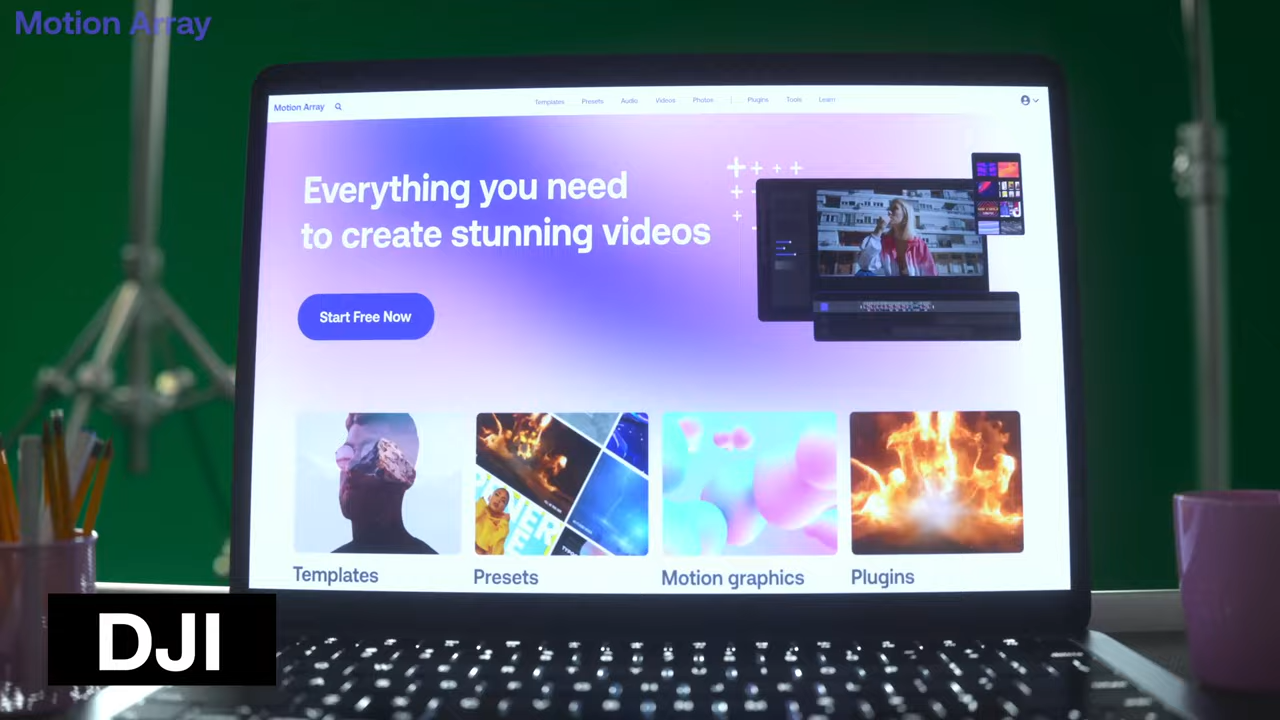 Motion Array
Motion Array
Templates Presets Audio Videos Photos Plugins Tools Learn
Everything you need
to create stunning videos
Start Free Now
Templates
Presets
Motion graphics
Plugins
DJI